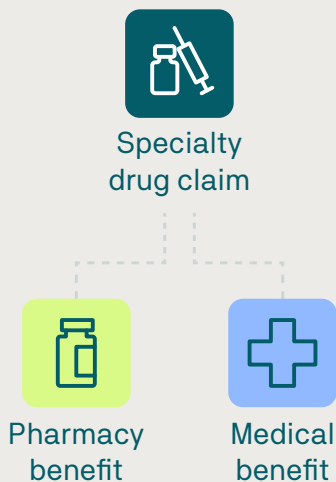 Specialty
drug claim
Pharmacy
benefit
Medical
benefit